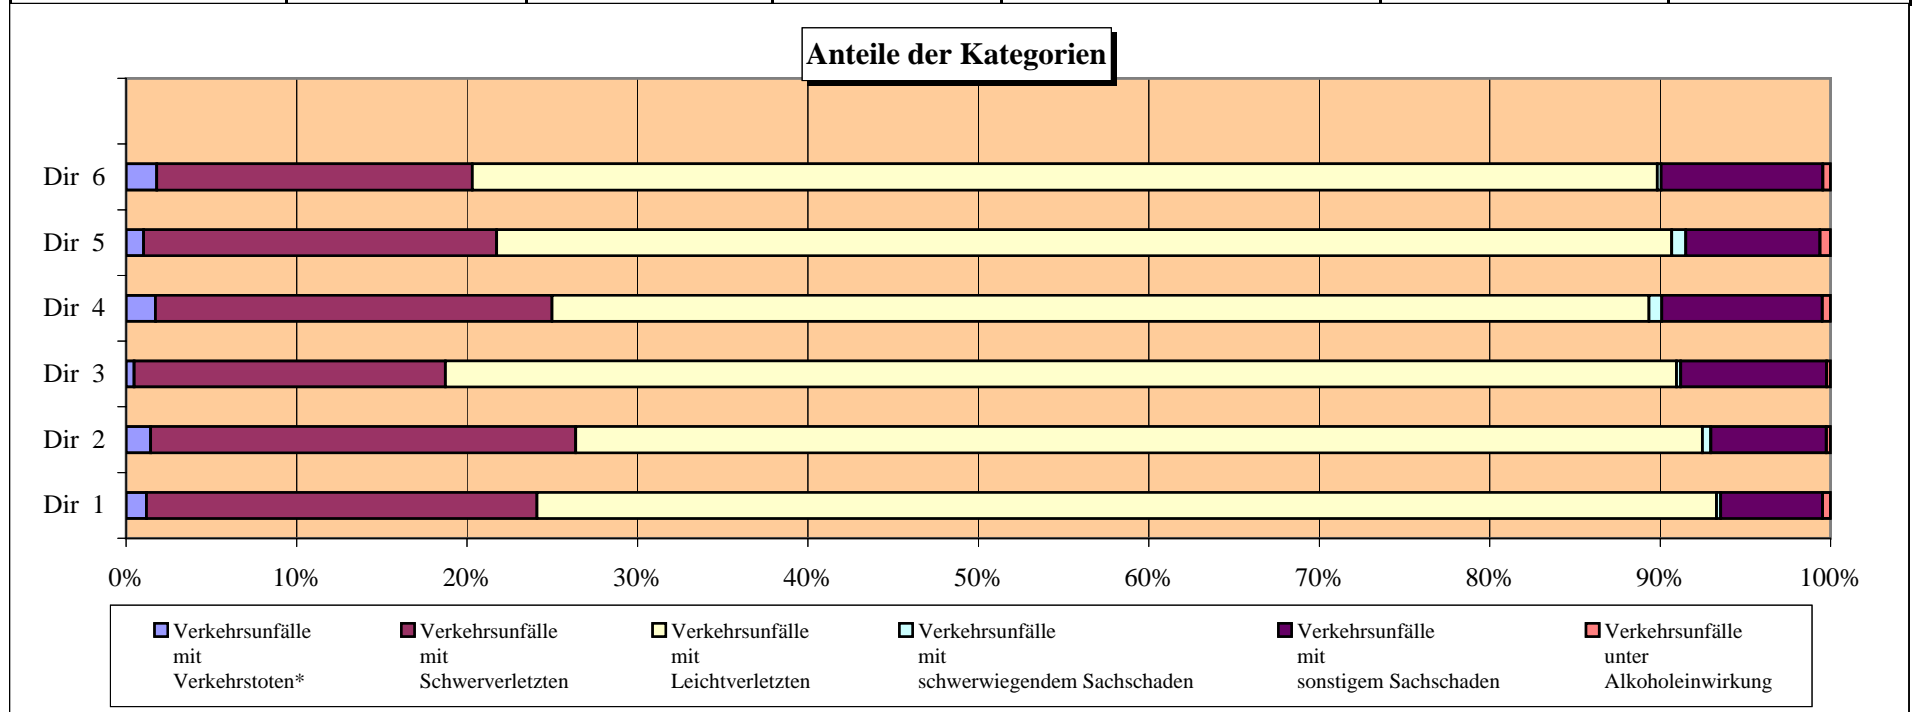 Anteile der Kategorien
Dir 6
Dir 5
Dir 4
Dir 3
Dir 2
Dir 1
0% 10% 20% 30% 40% 50% 60% 70% 80% 90% 100%
Verkehrsunfälle
mit
Verkehrstoten*
Verkehrsunfälle
mit
Schwerverletzten
Verkehrsunfälle
mit
Leichtverletzten
Verkehrsunfälle
mit
schwerwiegendem Sachschaden
Verkehrsunfälle
mit
sonstigem Sachschaden
Verkehrsunfälle
unter
Alkoholeinwirkung